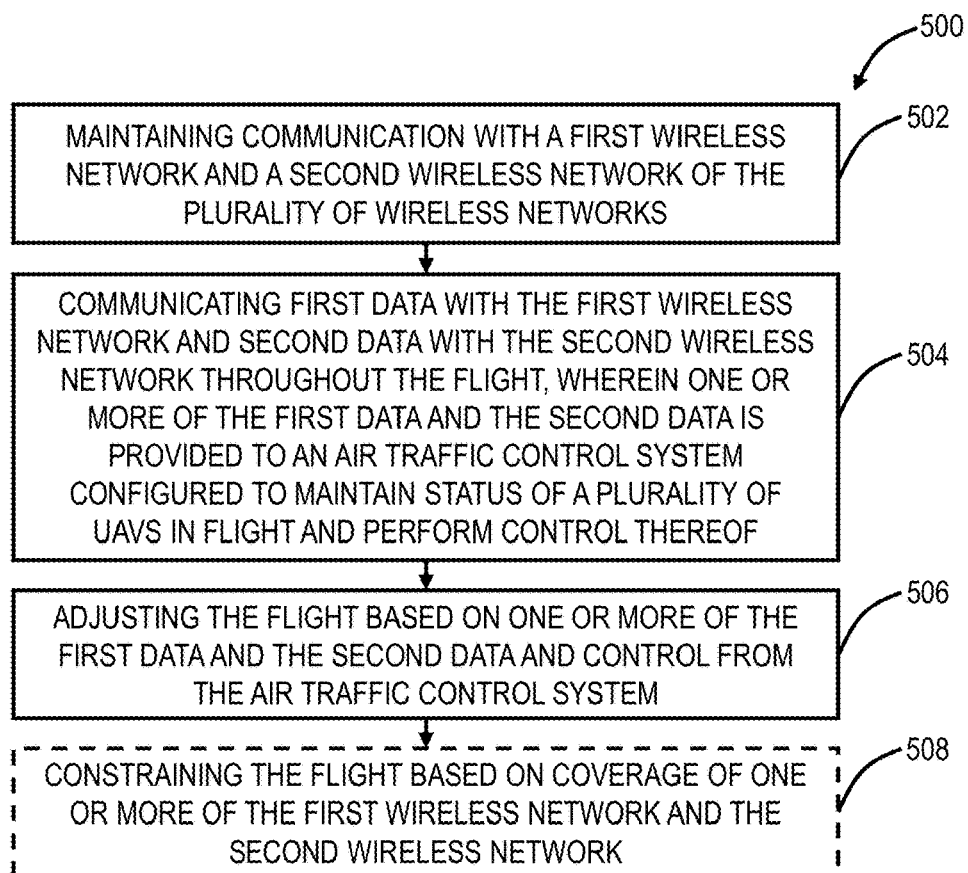 500
502
MAINTAINING COMMUNICATION WITH A FIRST WIRELESS
NETWORK AND A SECOND WIRELESS NETWORK OF THE
PLURALITY OF WIRELESS NETWORKS
504
COMMUNICATING FIRST DATA WITH THE FIRST WIRELESS
NETWORK AND SECOND DATA WITH THE SECOND WIRELESS
NETWORK THROUGHOUT THE FLIGHT, WHEREIN ONE OR
MORE OF THE FIRST DATA AND THE SECOND DATA IS
PROVIDED TO AN AIR TRAFFIC CONTROL SYSTEM
CONFIGURED TO MAINTAIN STATUS OF A PLURALITY OF
UAVS IN FLIGHT AND PERFORM CONTROL THEREOF
506
ADJUSTING THE FLIGHT BASED ON ONE OR MORE OF THE
FIRST DATA AND THE SECOND DATA AND CONTROL FROM
THE AIR TRAFFIC CONTROL SYSTEM
508
CONSTRAINING THE FLIGHT BASED ON COVERAGE OF ONE
OR MORE OF THE FIRST WIRELESS NETWORK AND THE
SECOND WIRELESS NETWORK